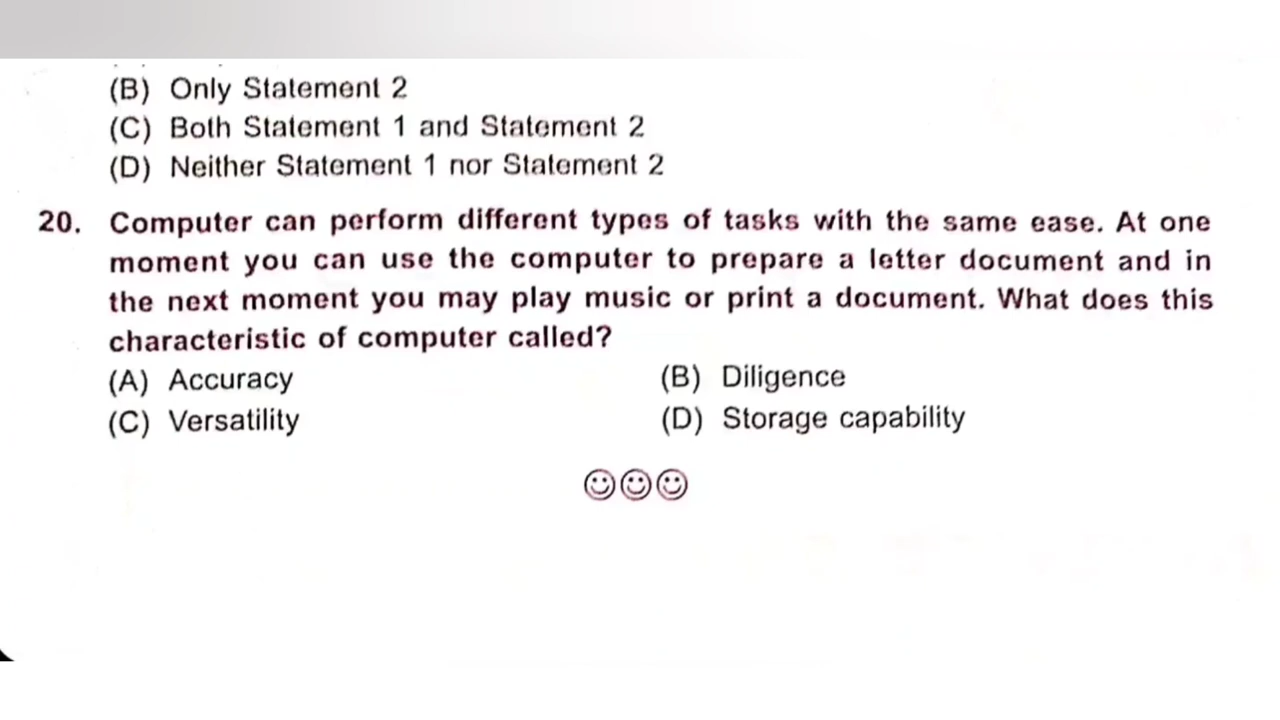 (B) Only Statement 2
(C) Both Statement 1 and Statement 2
(D) Neither Statement 1 nor Statement 2
20. Computer can perform different types of tasks with the same ease. At one
moment you can use the computer to prepare a letter document and in
the next moment you may play music or print a document. What does this
characteristic of computer called?
(A) Accuracy (B) Diligence
(C) Versatility (D) Storage capability